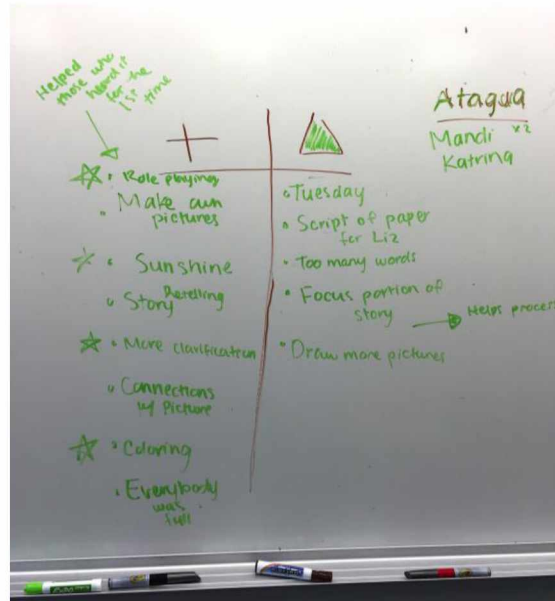 Helped
those who
heard it
for the
1st
time
+
Role playing
Make own
pictures
Sunshine
Story Retelling
More clarification
Connections
w/ Picture
Coloring
Everybody
was
full
Tuesday
Script of paper
for Liz
Too many words
Focus portion of
story
Helps process
Draw more pictures
Mandi x2
Katrina
Expo